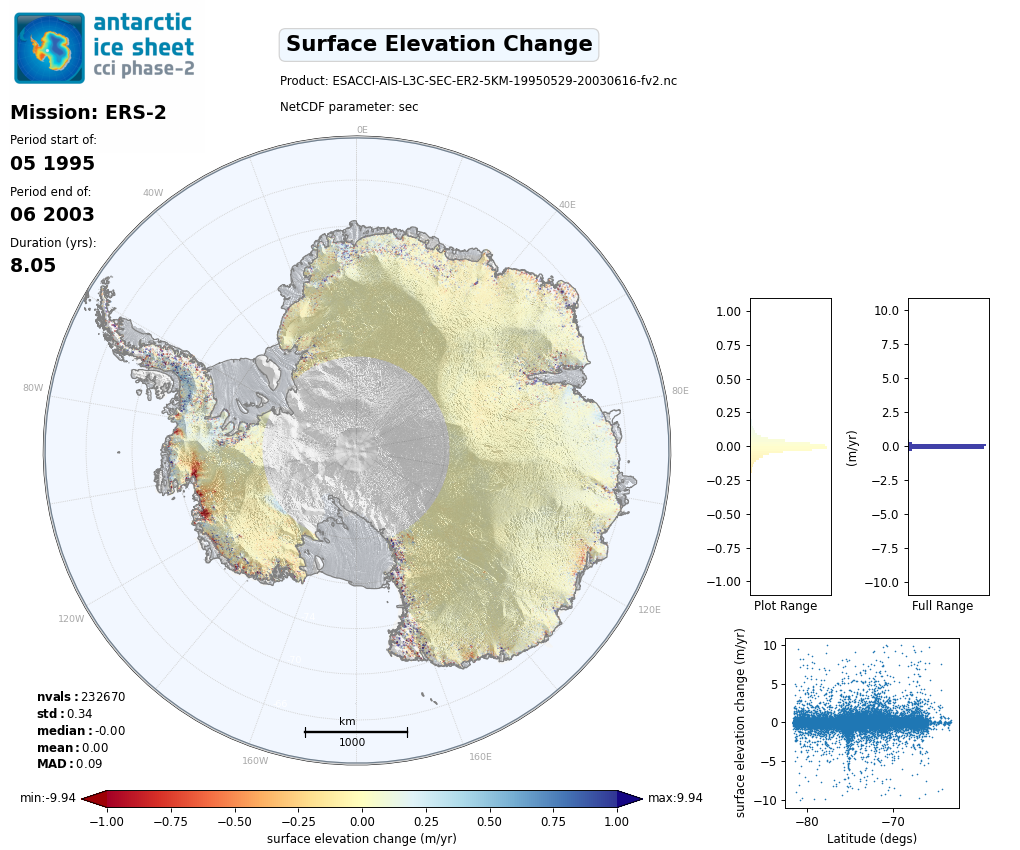 antarctic
ice sheet
cci phase-2
Surface Elevation Change
Product: ESACCI-AIS-L3C-SEC-ER2-5KM-19950529-20030616-fv2.nc
NetCDF parameter: sec
Mission: ERS-2
Period start of:
05 1995
Period end of:
06 2003
Duration (yrs):
8.05
0E
40W
40E
80W
80E
120W
120E
160W
160E
km
1000
nvals: 232670
std: 0.34
median: -0.00
mean: 0.00
MAD: 0.09
min:-9.94
max:9.94
−1.00 −0.75 −0.50 −0.25 0.00 0.25 0.50 0.75 1.00
surface elevation change (m/yr)
1.00
0.75
0.50
0.25
0.00
−0.25
−0.50
−0.75
−1.00
Plot Range
(m/yr)
10.0
7.5
5.0
2.5
0.0
−2.5
−5.0
−7.5
−10.0
Full Range
surface elevation change (m/yr)
10
5
0
−5
−10
−80 −70
Latitude (degs)